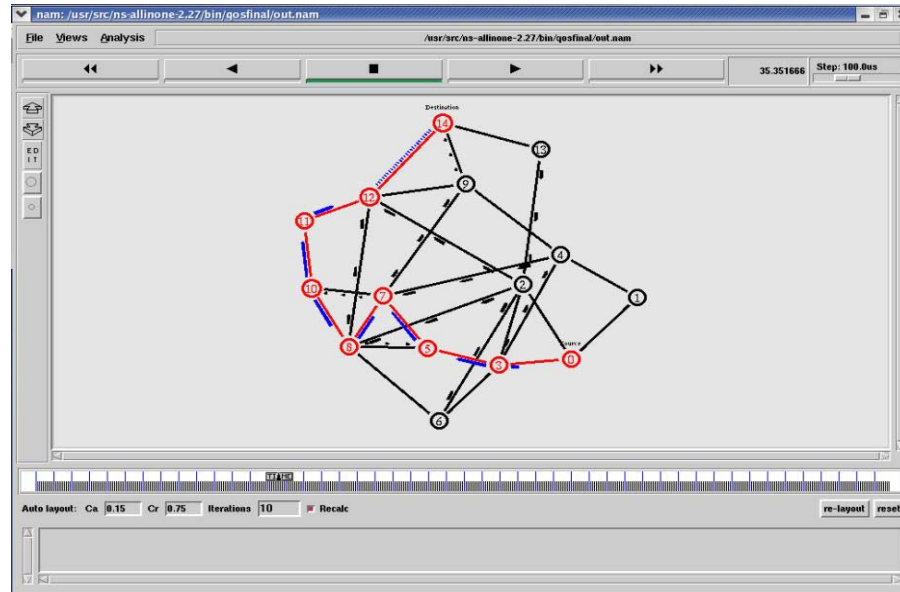 nam: /usr/src/ns-allinone-2.27/bin/qosfinal/out.nam
File Views Analysis /usr/src/ns-allinone-2.27/bin/qosfinal/out.nam
35.351666 Step: 100.0us
E D
I T
Destination
14
13
9
12
11
4
2
10
7
1
Source
8
5
3
0
6
TIME
Auto layout: Ca 0.15 Cr 0.75 Iterations 10 Recalc re-layout reset